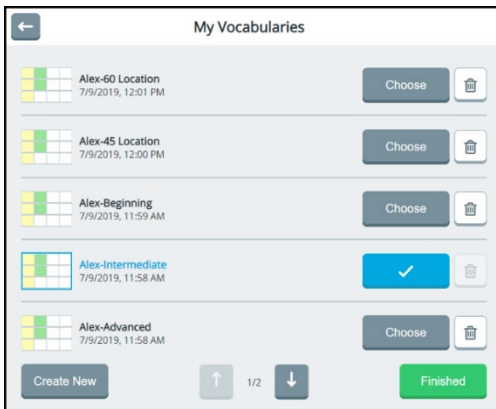 My Vocabularies
Alex-60 Location
7/9/2019, 12:01 PM
Choose
Alex-45 Location
7/9/2019, 12:00 PM
Choose
Alex-Beginning
7/9/2019, 11:59 AM
Choose
Alex-Intermediate
7/9/2019, 11:58 AM
Alex-Advanced
7/9/2019, 11:58 AM
Choose
Create New
1/2
Finished